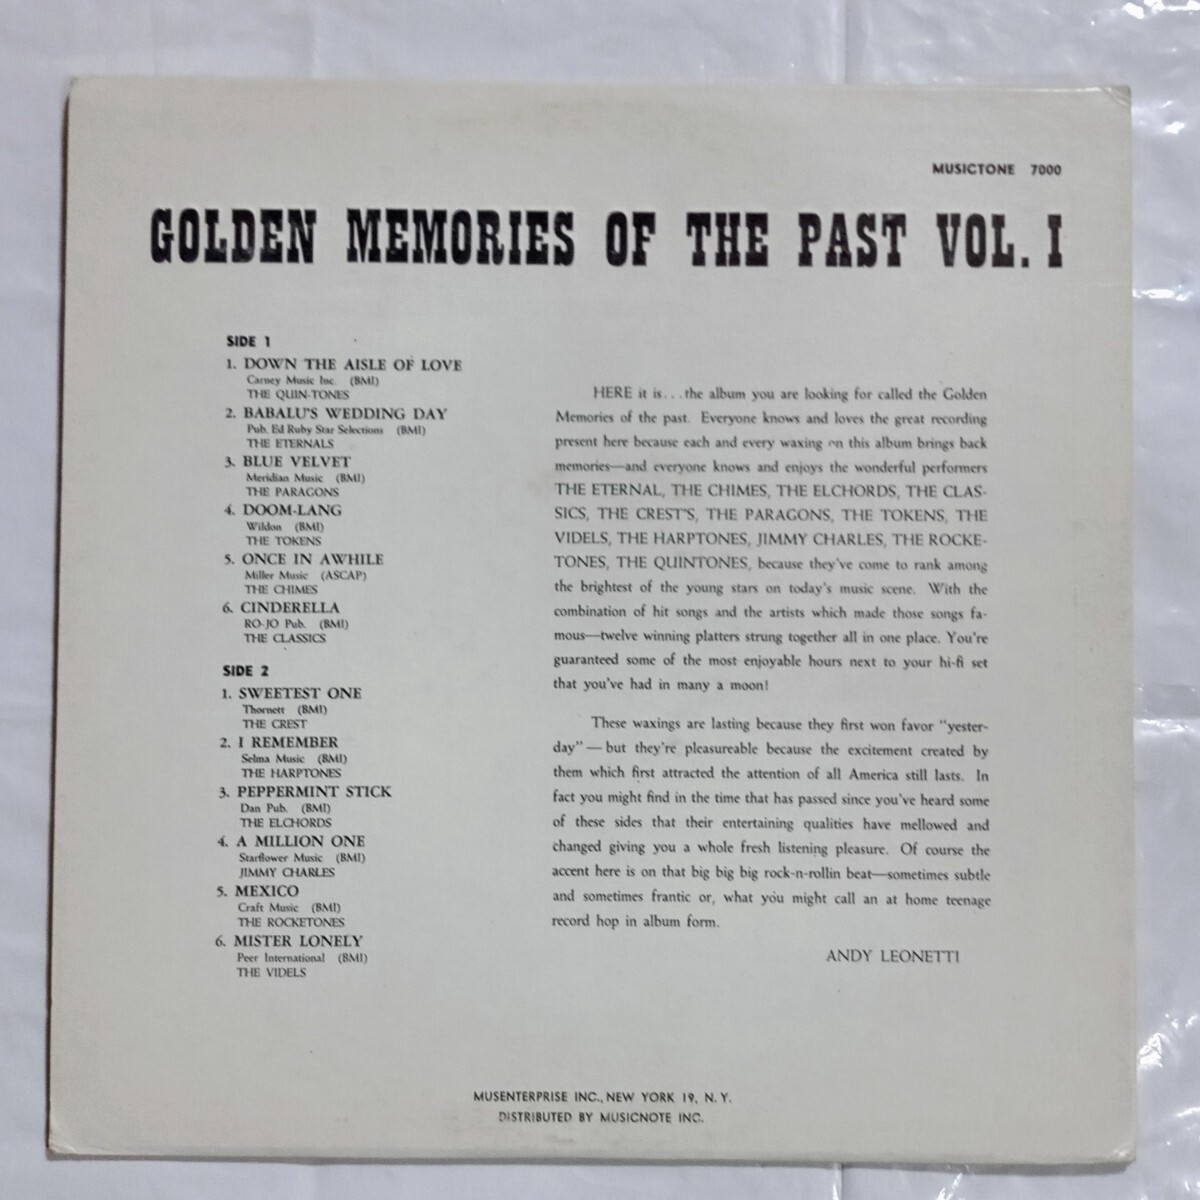 MUSICTONE 7000
GOLDEN MEMORIES OF THE PAST VOL. I
SIDE 1
1. DOWN THE AISLE OF LOVE
Carney Music Inc. (BMI)
THE QUIN-TONES
2. BABALU'S WEDDING DAY
Pub. Ed Ruby Star Selections (BMI)
THE ETERNALS
3. BLUE VELVET
Meridian Music (BMI)
THE PARAGONS
4. DOOM-LANG
Wildon (BMI)
THE TOKENS
5. ONCE IN AWHILE
Miller Music (ASCAP)
THE CHIMES
6. CINDERELLA
RO-JO Pub. (BMI)
THE CLASSICS
SIDE 2
1. SWEETEST ONE
Thornett (BMI)
THE CREST
2. I REMEMBER
Selma Music (BMI)
THE HARPTONES
3. PEPPERMINT STICK
Dan Pub. (BMI)
THE ELCHORDS
4. A MILLION ONE
Starflower Music (BMI)
JIMMY CHARLES
5. MEXICO
Craft Music (BMI)
THE ROCKETONES
6. MISTER LONELY
Peer International (BMI)
THE VIDELS
HERE it is...the album you are looking for called the Golden
Memories of the past. Everyone knows and loves the great recording
present here because each and every waxing on this album brings back
memories—and everyone knows and enjoys the wonderful performers
THE ETERNAL, THE CHIMES, THE ELCHORDS, THE CLAS-
SICS, THE CREST'S, THE PARAGONS, THE TOKENS, THE
VIDELS, THE HARPTONES, JIMMY CHARLES, THE ROCKE-
TONES, THE QUINTONES, because they've come to rank among
the brightest of the young stars on today's music scene. With the
combination of hit songs and the artists which made those songs fa-
mous—twelve winning platters strung together all in one place. You're
guaranteed some of the most enjoyable hours next to your hi-fi set
that you've had in many a moon!
These waxings are lasting because they first won favor "yester-
day" — but they're pleasureable because the excitement created by
them which first attracted the attention of all America still lasts. In
fact you might find in the time that has passed since you've heard some
of these sides that their entertaining qualities have mellowed and
changed giving you a whole fresh listening pleasure. Of course the
accent here is on that big big big rock-n-rollin beat—sometimes subtle
and sometimes frantic or, what you might call an at home teenage
record hop in album form.
ANDY LEONETTI
MUSENTERPRISE INC., NEW YORK 19, N. Y.
DISTRIBUTED BY MUSICNOTE INC.